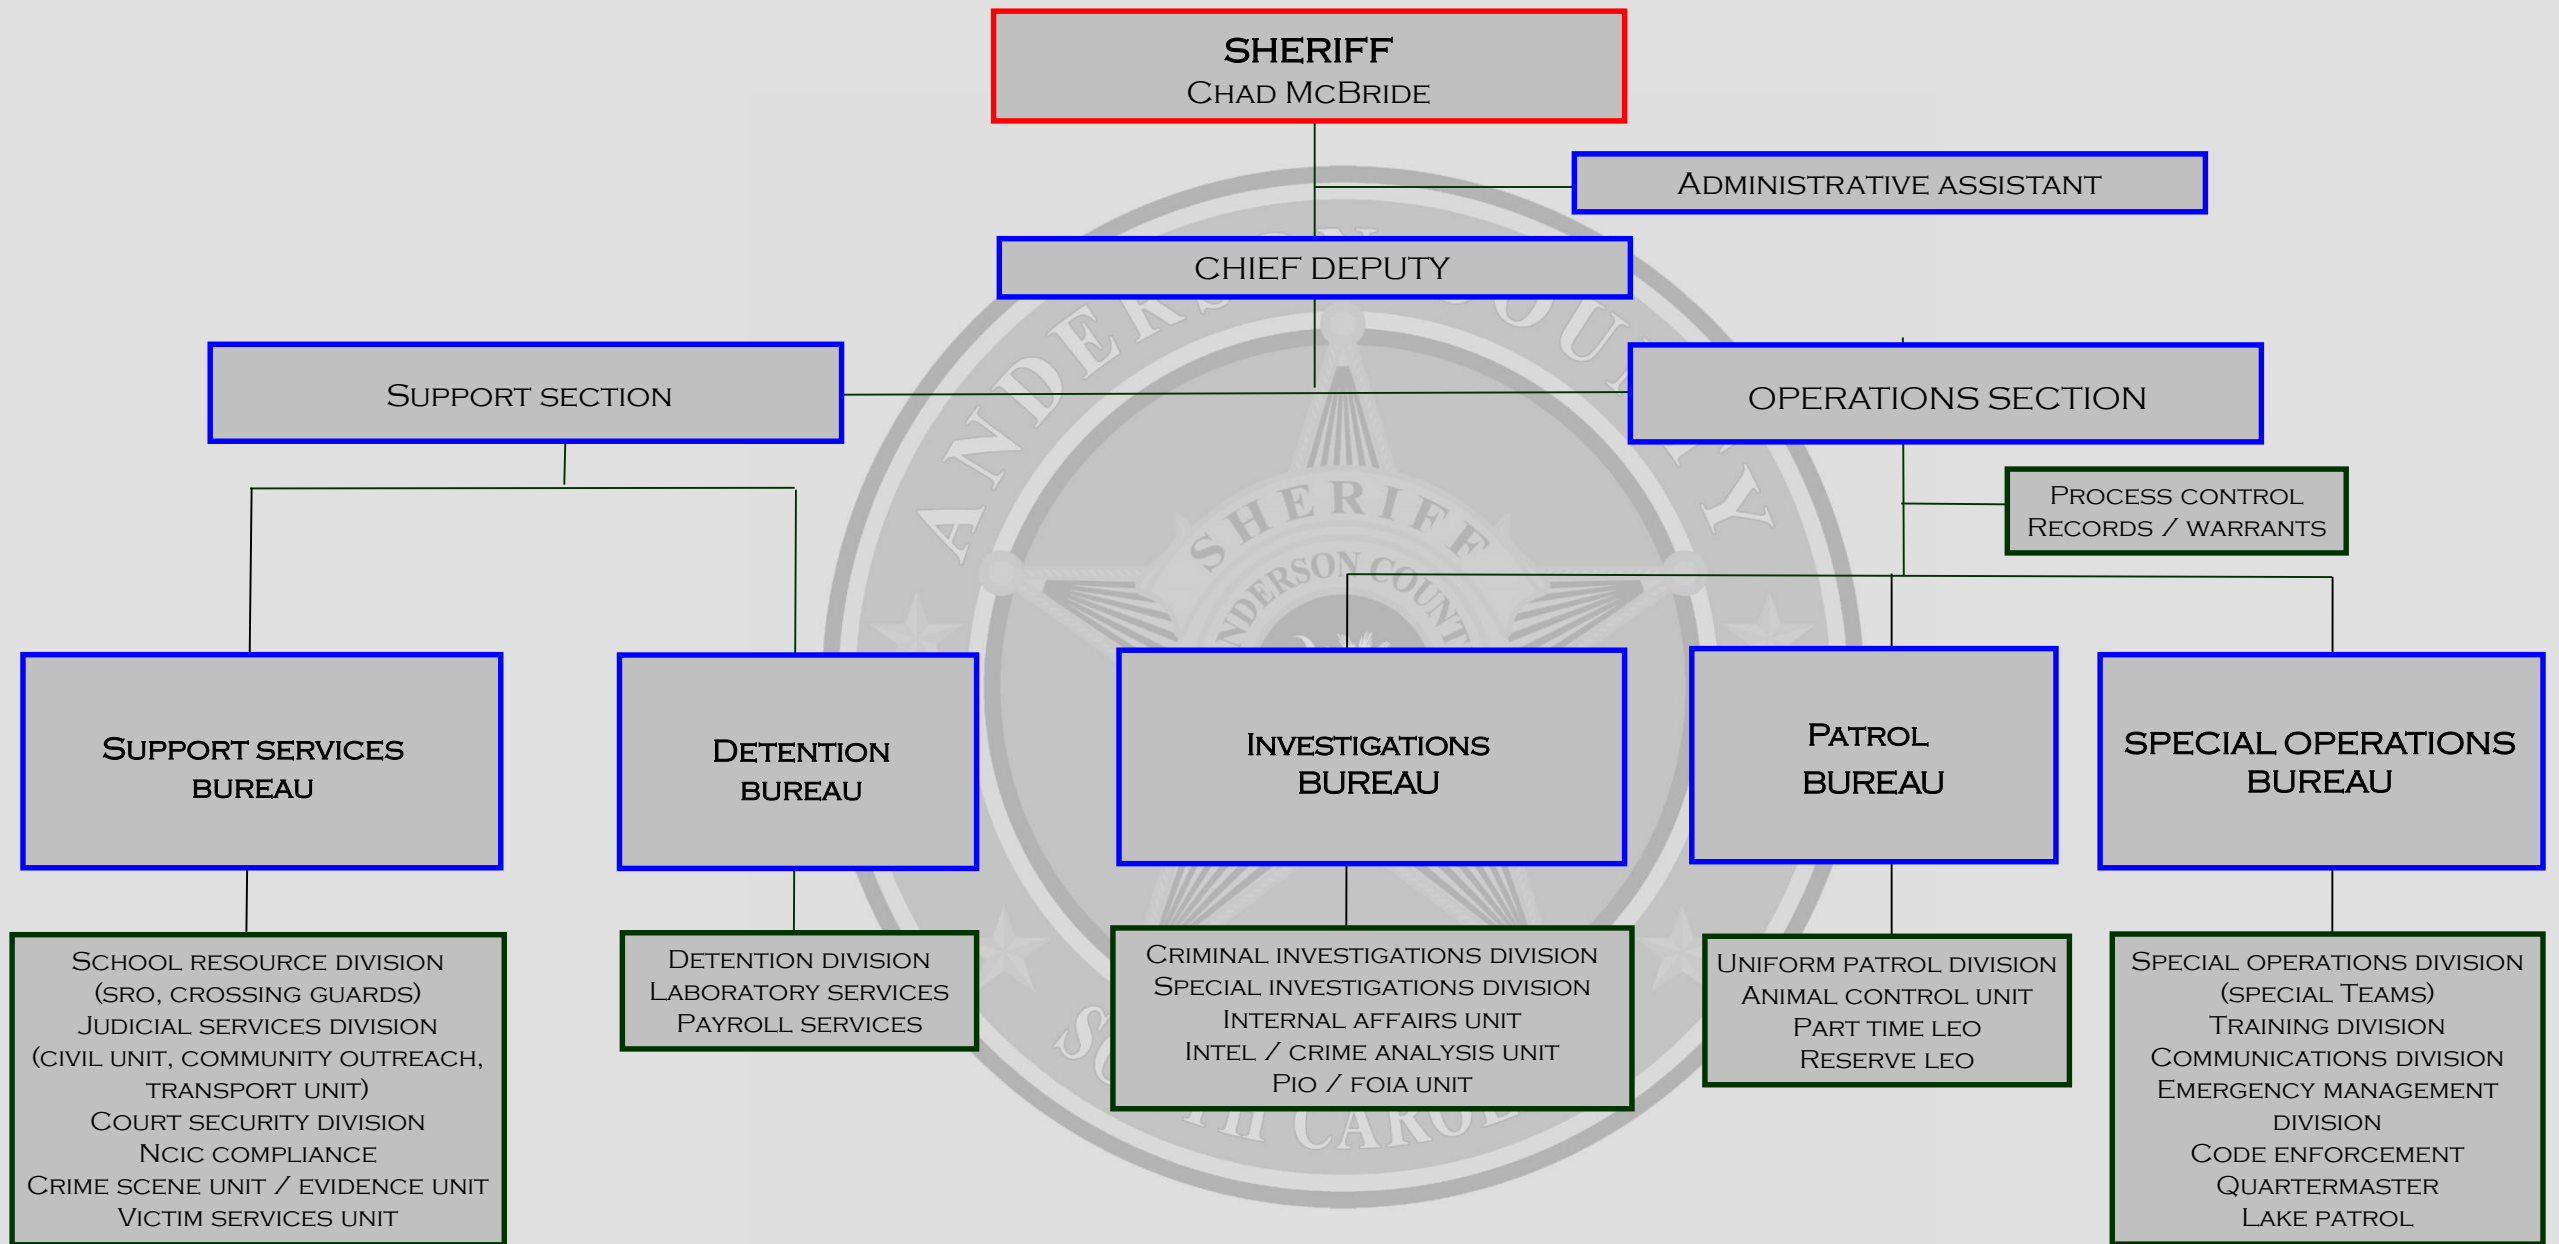 SHERIFF
CHAD MCBRIDE
ADMINISTRATIVE ASSISTANT
CHIEF DEPUTY
SUPPORT SECTION
OPERATIONS SECTION
PROCESS CONTROL
RECORDS / WARRANTS
SUPPORT SERVICES
BUREAU
DETENTION
BUREAU
INVESTIGATIONS
BUREAU
PATROL
BUREAU
SPECIAL OPERATIONS
BUREAU
SCHOOL RESOURCE DIVISION
(SRO, CROSSING GUARDS)
JUDICIAL SERVICES DIVISION
(CIVIL UNIT, COMMUNITY OUTREACH,
TRANSPORT UNIT)
COURT SECURITY DIVISION
NCIC COMPLIANCE
CRIME SCENE UNIT / EVIDENCE UNIT
VICTIM SERVICES UNIT
DETENTION DIVISION
LABORATORY SERVICES
PAYROLL SERVICES
CRIMINAL INVESTIGATIONS DIVISION
SPECIAL INVESTIGATIONS DIVISION
INTERNAL AFFAIRS UNIT
INTEL / CRIME ANALYSIS UNIT
PIO / FOIA UNIT
UNIFORM PATROL DIVISION
ANIMAL CONTROL UNIT
PART TIME LEO
RESERVE LEO
SPECIAL OPERATIONS DIVISION
(SPECIAL TEAMS)
TRAINING DIVISION
COMMUNICATIONS DIVISION
EMERGENCY MANAGEMENT
DIVISION
CODE ENFORCEMENT
QUARTERMASTER
LAKE PATROL
SHERIFF